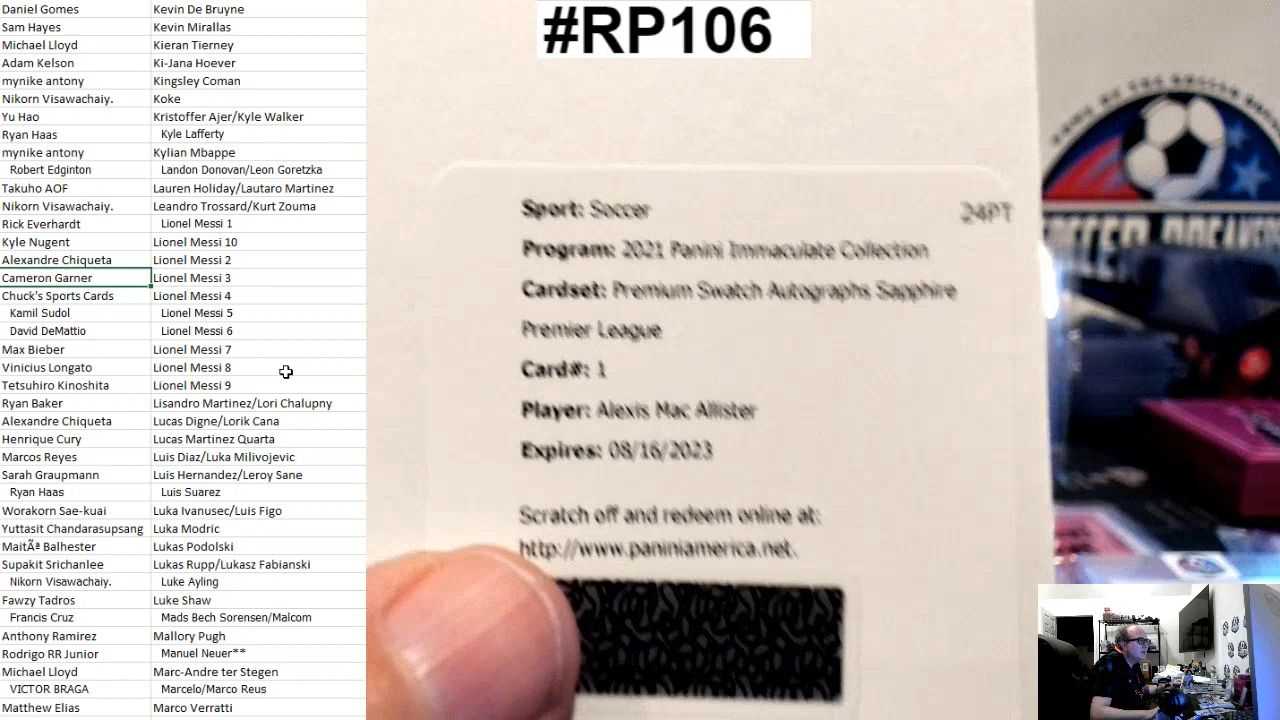 Daniel Gomes Kevin De Bruyne
Sam Hayes Kevin Mirallas
Michael Lloyd Kieran Tierney
Adam Kelson Ki-Jana Hoever
mynike antony Kingsley Coman
Nikorn Visawachaiy. Koke
Yu Hao Kristoffer Ajer/Kyle Walker
Ryan Haas Kyle Lafferty
mynike antony Kylian Mbappe
Robert Edginton Landon Donovan/Leon Goretzka
Takuho AOF Lauren Holiday/Lautaro Martinez
Nikorn Visawachaiy. Leandro Trossard/Kurt Zouma
Rick Everhardt Lionel Messi 1
Kyle Nugent Lionel Messi 10
Alexandre Chiqueta Lionel Messi 2
Cameron Garner Lionel Messi 3
Chuck's Sports Cards Lionel Messi 4
Kamil Sudol Lionel Messi 5
David DeMattio Lionel Messi 6
Max Bieber Lionel Messi 7
Vinicius Longato Lionel Messi 8
Tetsuhiro Kinoshita Lionel Messi 9
Ryan Baker Lisandro Martinez/Lori Chalupny
Alexandre Chiqueta Lucas Digne/Lorik Cana
Henrique Cury Lucas Martinez Quarta
Marcos Reyes Luis Diaz/Luka Milivojevic
Sarah Graupmann Luis Hernandez/Leroy Sane
Ryan Haas Luis Suarez
Worakorn Sae-kuai Luka Ivanusec/Luis Figo
Yuttasit Chandarasupsang Luka Modric
MaitÃª Balhester Lukas Podolski
Supakit Srichanlee Lukas Rupp/Lukasz Fabianski
Nikorn Visawachaiy. Luke Ayling
Fawzy Tadros Luke Shaw
Francis Cruz Mads Bech Sorensen/Malcom
Anthony Ramirez Mallory Pugh
Rodrigo RR Junior Manuel Neuer**
Michael Lloyd Marc-Andre ter Stegen
VICTOR BRAGA Marcelo/Marco Reus
Matthew Elias Marco Verratti
#RP106
Sport: Soccer 24PT
Program: 2021 Panini Immaculate Collection
Cardset: Premium Swatch Autographs Sapphire
Premier League
Card#: 1
Player: Alexis Mac Allister
Expires: 08/16/2023
Scratch off and redeem online at:
http://www.paniniamerica.net.